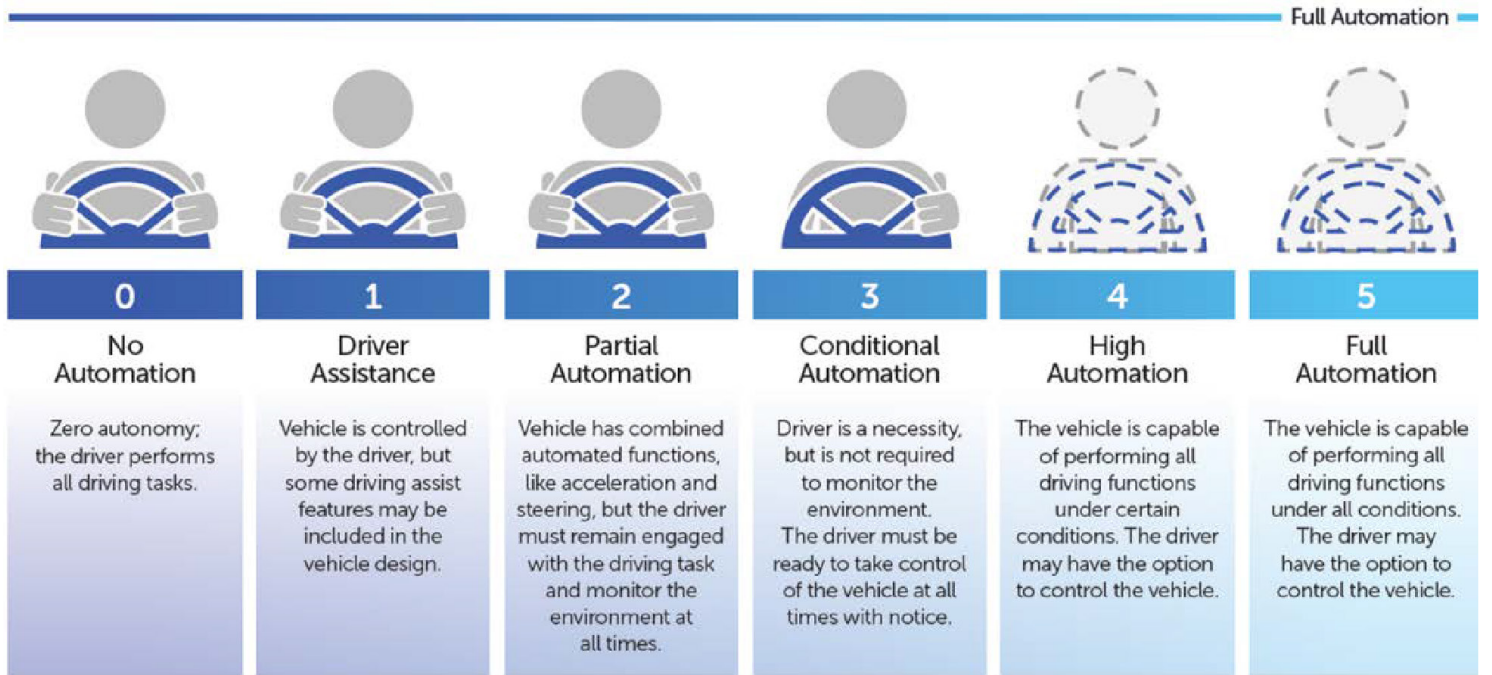 Full Automation
0
No
Automation
Zero autonomy;
the driver performs
all driving tasks.
1
Driver
Assistance
Vehicle is controlled
by the driver, but
some driving assist
features may be
included in the
vehicle design.
2
Partial
Automation
Vehicle has combined
automated functions,
like acceleration and
steering, but the driver
must remain engaged
with the driving task
and monitor the
environment at
all times.
3
Conditional
Automation
Driver is a necessity,
but is not required
to monitor the
environment.
The driver must be
ready to take control
of the vehicle at all
times with notice.
4
High
Automation
The vehicle is capable
of performing all
driving functions
under certain
conditions. The driver
may have the option
to control the vehicle.
5
Full
Automation
The vehicle is capable
of performing all
driving functions
under all conditions.
The driver may
have the option to
control the vehicle.